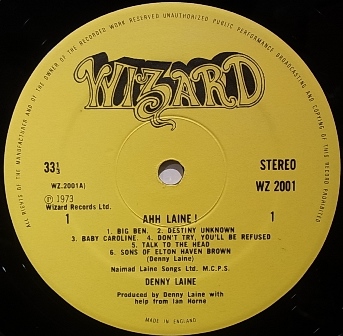 ALL RIGHTS OF THE MANUFACTURER AND OF THE OWNER OF THE RECORDED WORK RESERVED UNAUTHORIZED PUBLIC PERFORMANCE BROADCASTING AND COPYING OF THIS RECORD PROHIBITED
WIZARD
33⅓ STEREO
WZ.2001A) WZ 2001
℗ 1973
Wizard Records Ltd.
1 AHH LAINE! 1
1. BIG BEN. 2. DESTINY UNKNOWN
3. BABY CAROLINE. 4. DON'T TRY, YOU'LL BE REFUSED
5. TALK TO THE HEAD
6. SONS OF ELTON HAVEN BROWN
(Denny Laine)
Naimad Laine Songs Ltd. M.C.P.S.
DENNY LAINE
Produced by Denny Laine with
help from Ian Horne
MADE IN ENGLAND